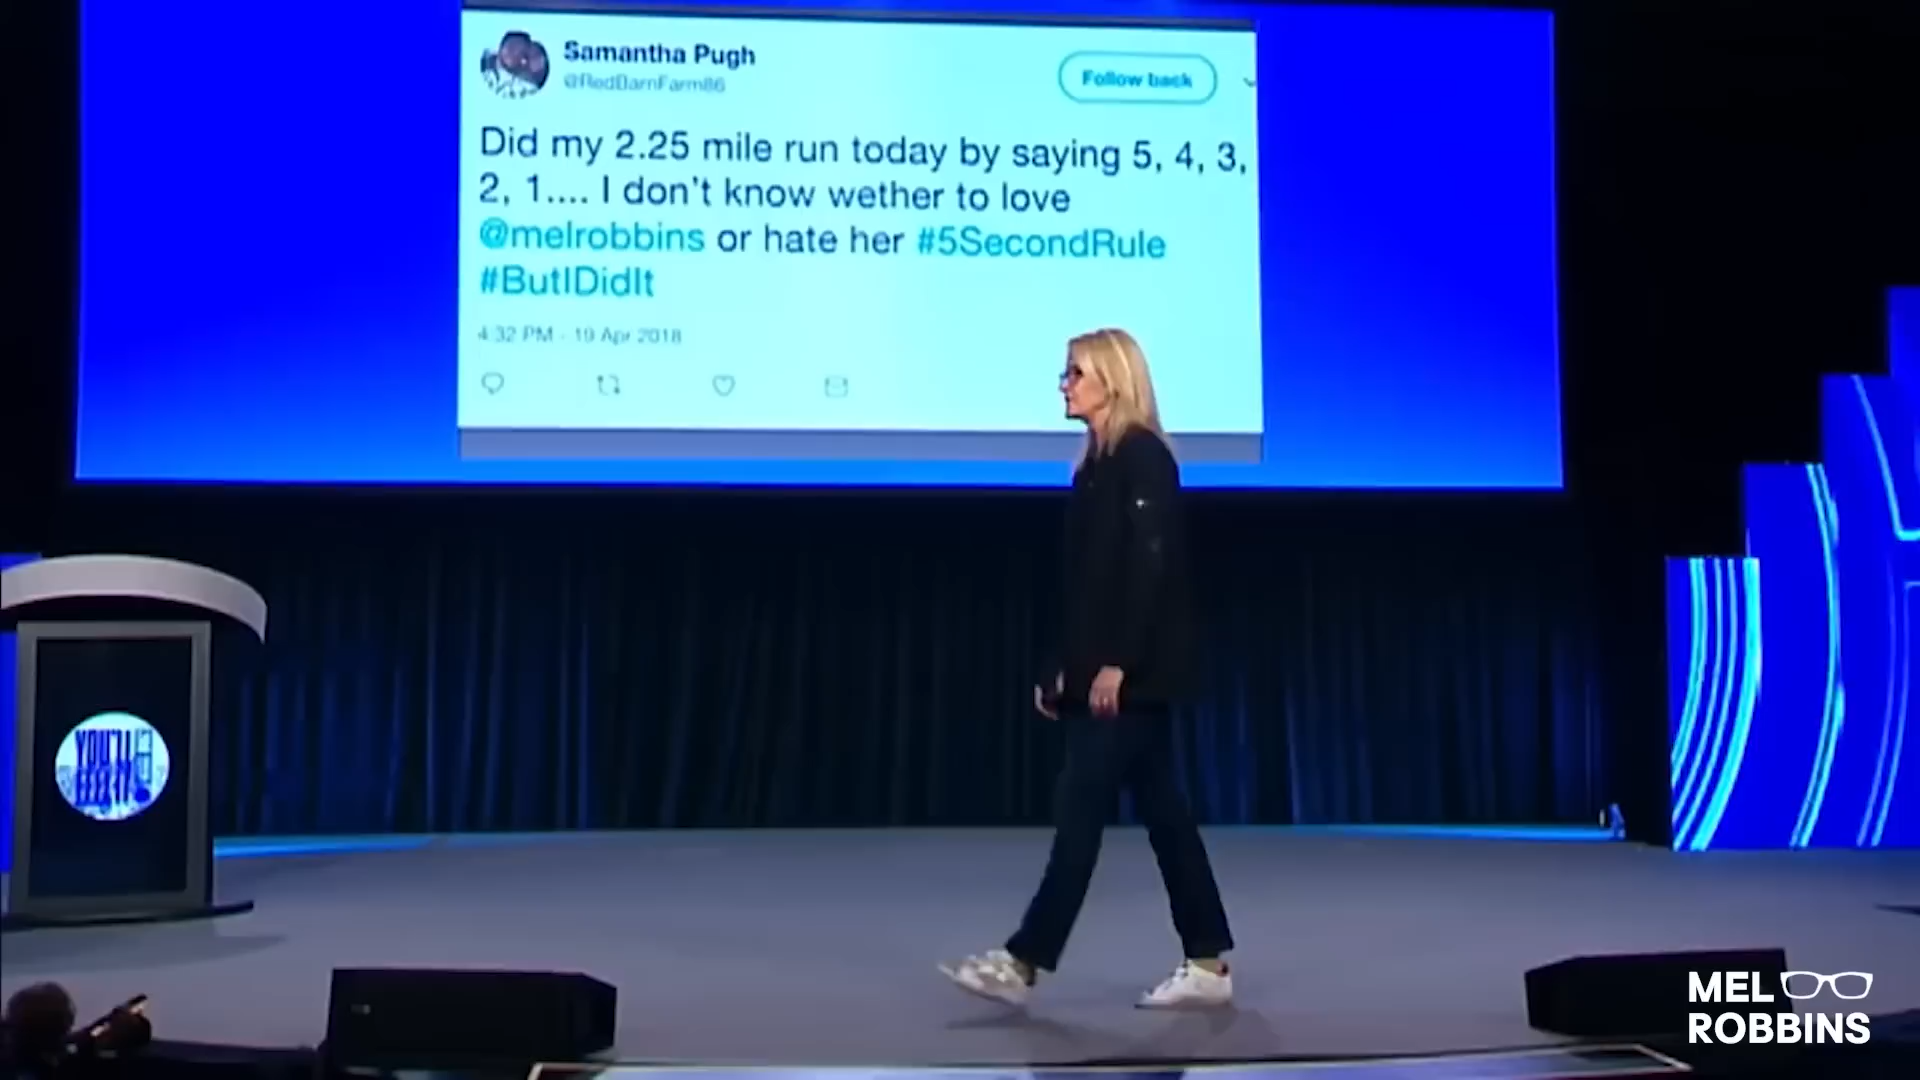 Samantha Pugh
@RedBarnFarm86
Follow back
Did my 2.25 mile run today by saying 5, 4, 3,
2, 1.... I don't know wether to love
@melrobbins or hate her #5SecondRule
#ButIDidIt
4:32 PM - 19 Apr 2018
YOU'LL
MEL
ROBBINS